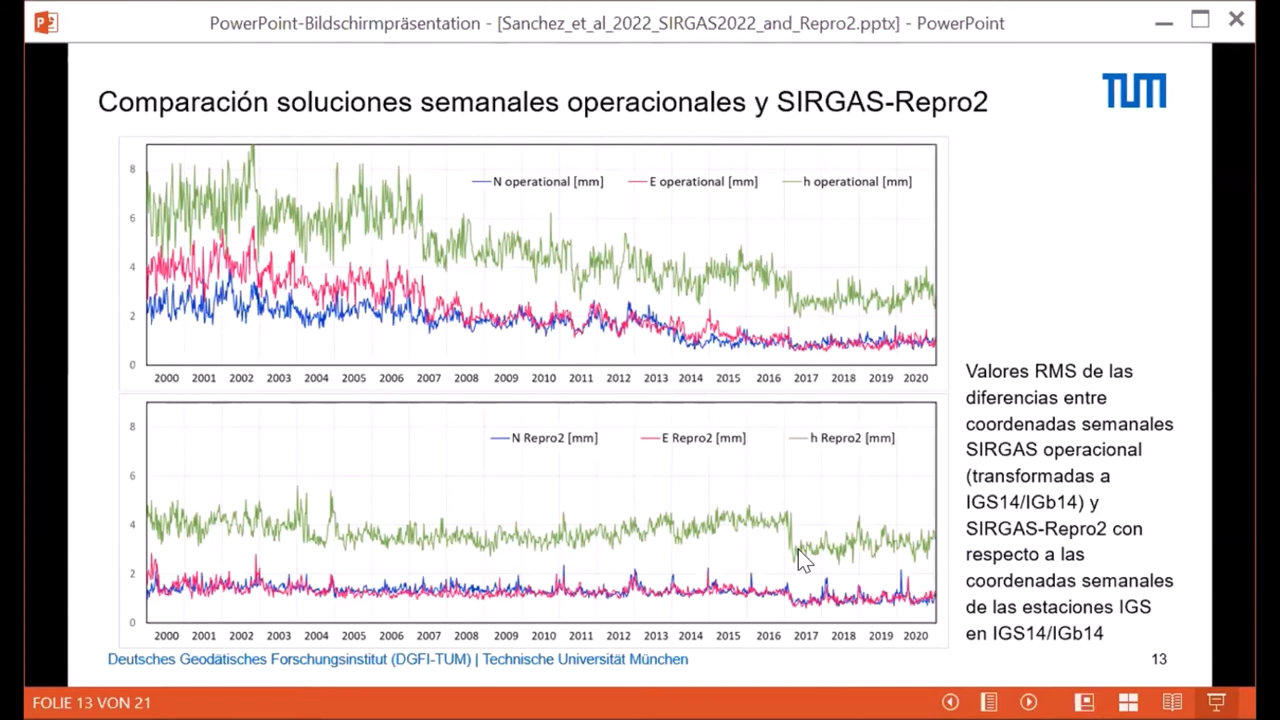 PowerPoint-Bildschirmpräsentation - [Sanchez_et_al_2022_SIRGAS2022_and_Repro2.pptx] - PowerPoint
TUM
Comparación soluciones semanales operacionales y SIRGAS-Repro2
N operational [mm] E operational [mm] h operational [mm]
8
6
4
2
0
2000 2001 2002 2003 2004 2005 2006 2007 2008 2009 2010 2011 2012 2013 2014 2015 2016 2017 2018 2019 2020
N Repro2 [mm] E Repro2 [mm] h Repro2 [mm]
8
6
4
2
0
2000 2001 2002 2003 2004 2005 2006 2007 2008 2009 2010 2011 2012 2013 2014 2015 2016 2017 2018 2019 2020
Valores RMS de las
diferencias entre
coordenadas semanales
SIRGAS operacional
(transformadas a
IGS14/IGb14) y
SIRGAS-Repro2 con
respecto a las
coordenadas semanales
de las estaciones IGS
en IGS14/IGb14
Deutsches Geodätisches Forschungsinstitut (DGFI-TUM) | Technische Universität München
13
FOLIE 13 VON 21